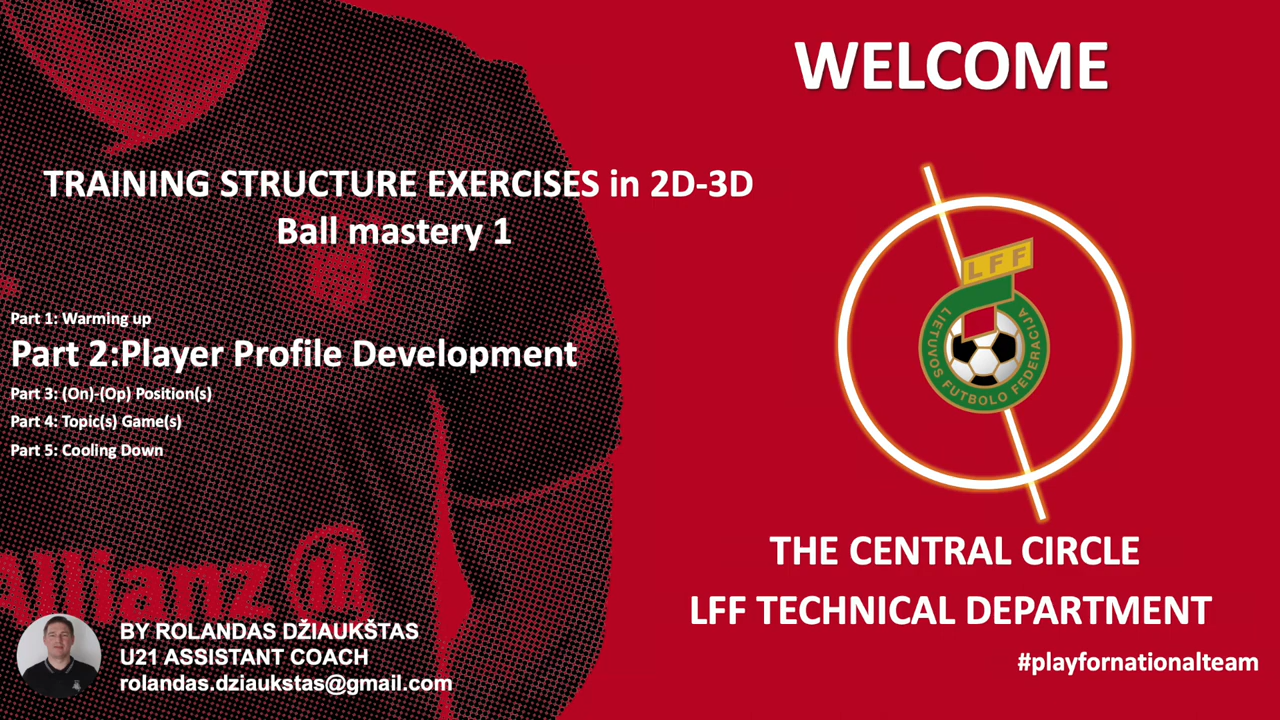 WELCOME
TRAINING STRUCTURE EXERCISES in 2D-3D
Ball mastery 1
Part 1: Warming up
Part 2:Player Profile Development
Part 3: (On)-(Op) Position(s)
Part 4: Topic(s) Game(s)
Part 5: Cooling Down
LFF
LIETUVOS FUTBOLO FEDERACIJA
Allianz
THE CENTRAL CIRCLE
LFF TECHNICAL DEPARTMENT
#playfornationalteam
BY ROLANDAS DŽIAUKŠTAS
U21 ASSISTANT COACH
rolandas.dziaukstas@gmail.com